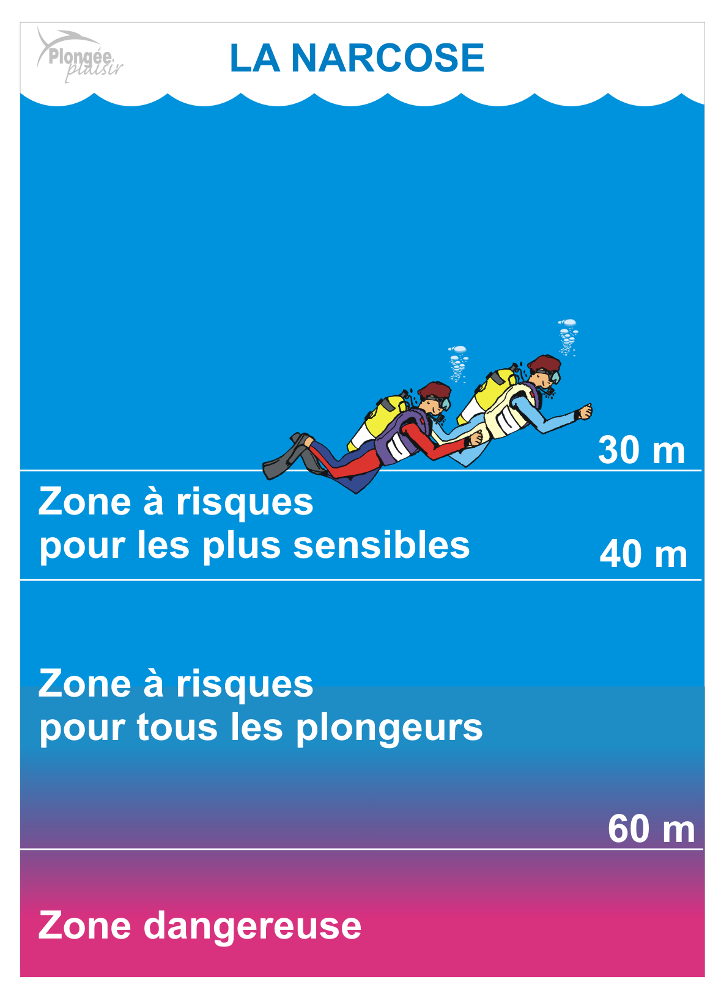 Plongée
plaisir
LA NARCOSE
30 m
Zone à risques
pour les plus sensibles
40 m
Zone à risques
pour tous les plongeurs
60 m
Zone dangereuse